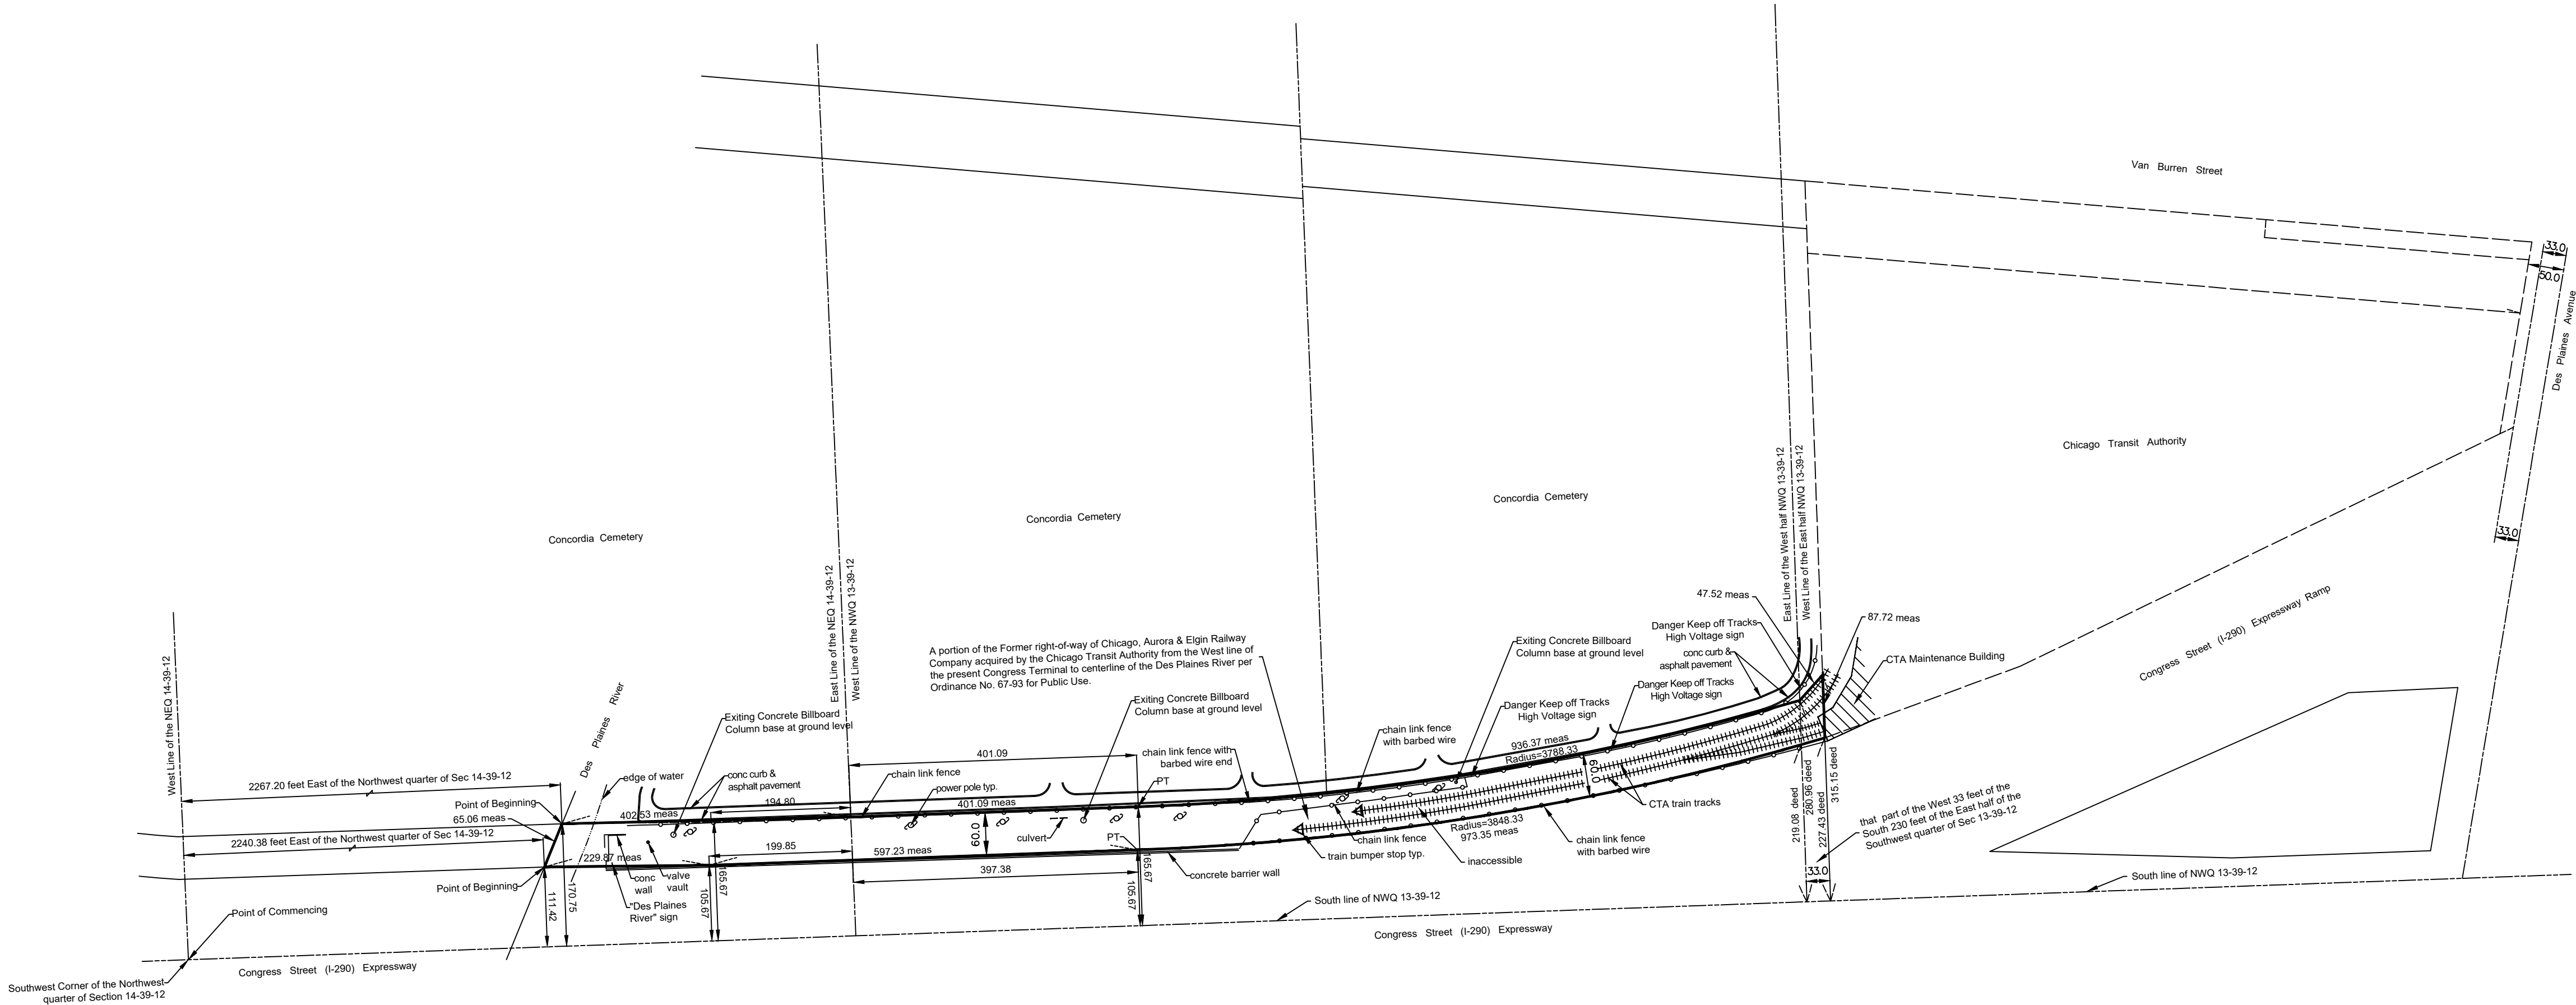 Van Burren Street
33.0
50.0
Des Plaines Avenue
Chicago Transit Authority
Concordia Cemetery
Concordia Cemetery
Concordia Cemetery
33.0
East Line of the West half NWQ 13-39-12
West Line of the East half NWQ 13-39-12
East Line of the NEQ 14-39-12
West Line of the NWQ 13-39-12
West Line of the NEQ 14-39-12
Congress Street (I-290) Expressway Ramp
47.52 meas
87.72 meas
Danger Keep off Tracks
High Voltage sign
conc curb &
asphalt pavement
CTA Maintenance Building
Exiting Concrete Billboard
Column base at ground level
A portion of the Former right-of-way of Chicago, Aurora & Elgin Railway
Company acquired by the Chicago Transit Authority from the West line of
the present Congress Terminal to centerline of the Des Plaines River per
Ordinance No. 67-93 for Public Use.
Danger Keep off Tracks
High Voltage sign
Danger Keep off Tracks
High Voltage sign
Exiting Concrete Billboard
Column base at ground level
Exiting Concrete Billboard
Column base at ground level
Des Plaines River
chain link fence
with barbed wire
936.37 meas
Radius=3788.33
401.09
chain link fence with
barbed wire end
2267.20 feet East of the Northwest quarter of Sec 14-39-12
edge of water
conc curb &
asphalt pavement
chain link fence
power pole typ.
PT
60.0
Point of Beginning
65.06 meas
402.53 meas
194.80
401.09 meas
CTA train tracks
2240.38 feet East of the Northwest quarter of Sec 14-39-12
60.0
culvert
Radius=3848.33
973.35 meas
chain link fence
train bumper stop typ.
inaccessible
chain link fence
with barbed wire
219.08 deed
280.96 deed
227.43 deed
315.15 deed
that part of the West 33 feet of the
South 230 feet of the East half of the
Southwest quarter of Sec 13-39-12
199.85
597.23 meas
PT
229.87 meas
Point of Beginning
conc
wall
valve
vault
397.38
concrete barrier wall
33.0
South line of NWQ 13-39-12
111.42
170.75
"Des Plaines
River" sign
105.67
165.67
105.67
165.67
South line of NWQ 13-39-12
Point of Commencing
Congress Street (I-290) Expressway
Congress Street (I-290) Expressway
Southwest Corner of the Northwest
quarter of Section 14-39-12